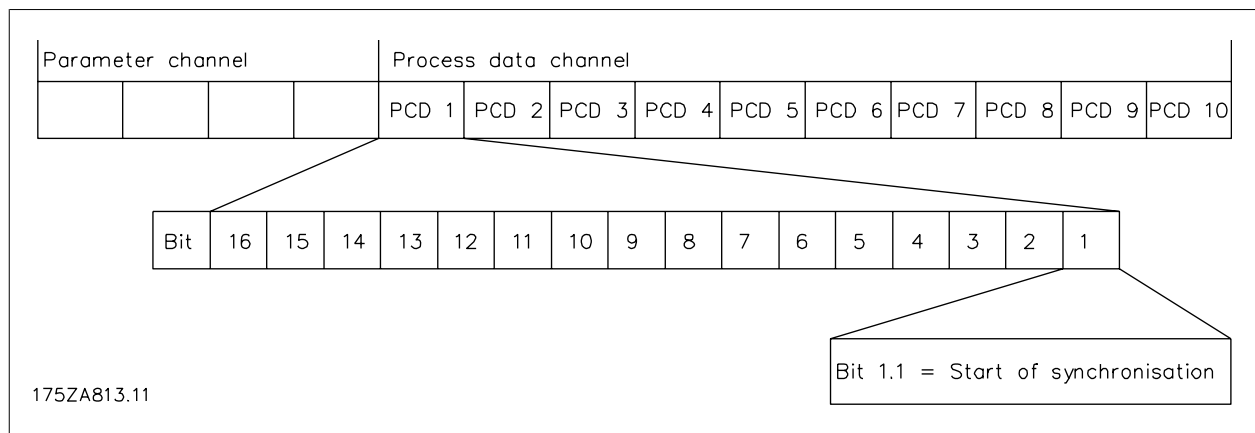 Parameter channel Process data channel
PCD 1 PCD 2 PCD 3 PCD 4 PCD 5 PCD 6 PCD 7 PCD 8 PCD 9 PCD 10
Bit 16 15 14 13 12 11 10 9 8 7 6 5 4 3 2 1
Bit 1.1 = Start of synchronisation
175ZA813.11